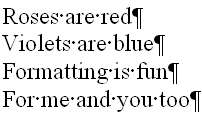 Roses·are·red¶
Violets·are·blue¶
Formatting·is·fun¶
For·me·and·you·too¶